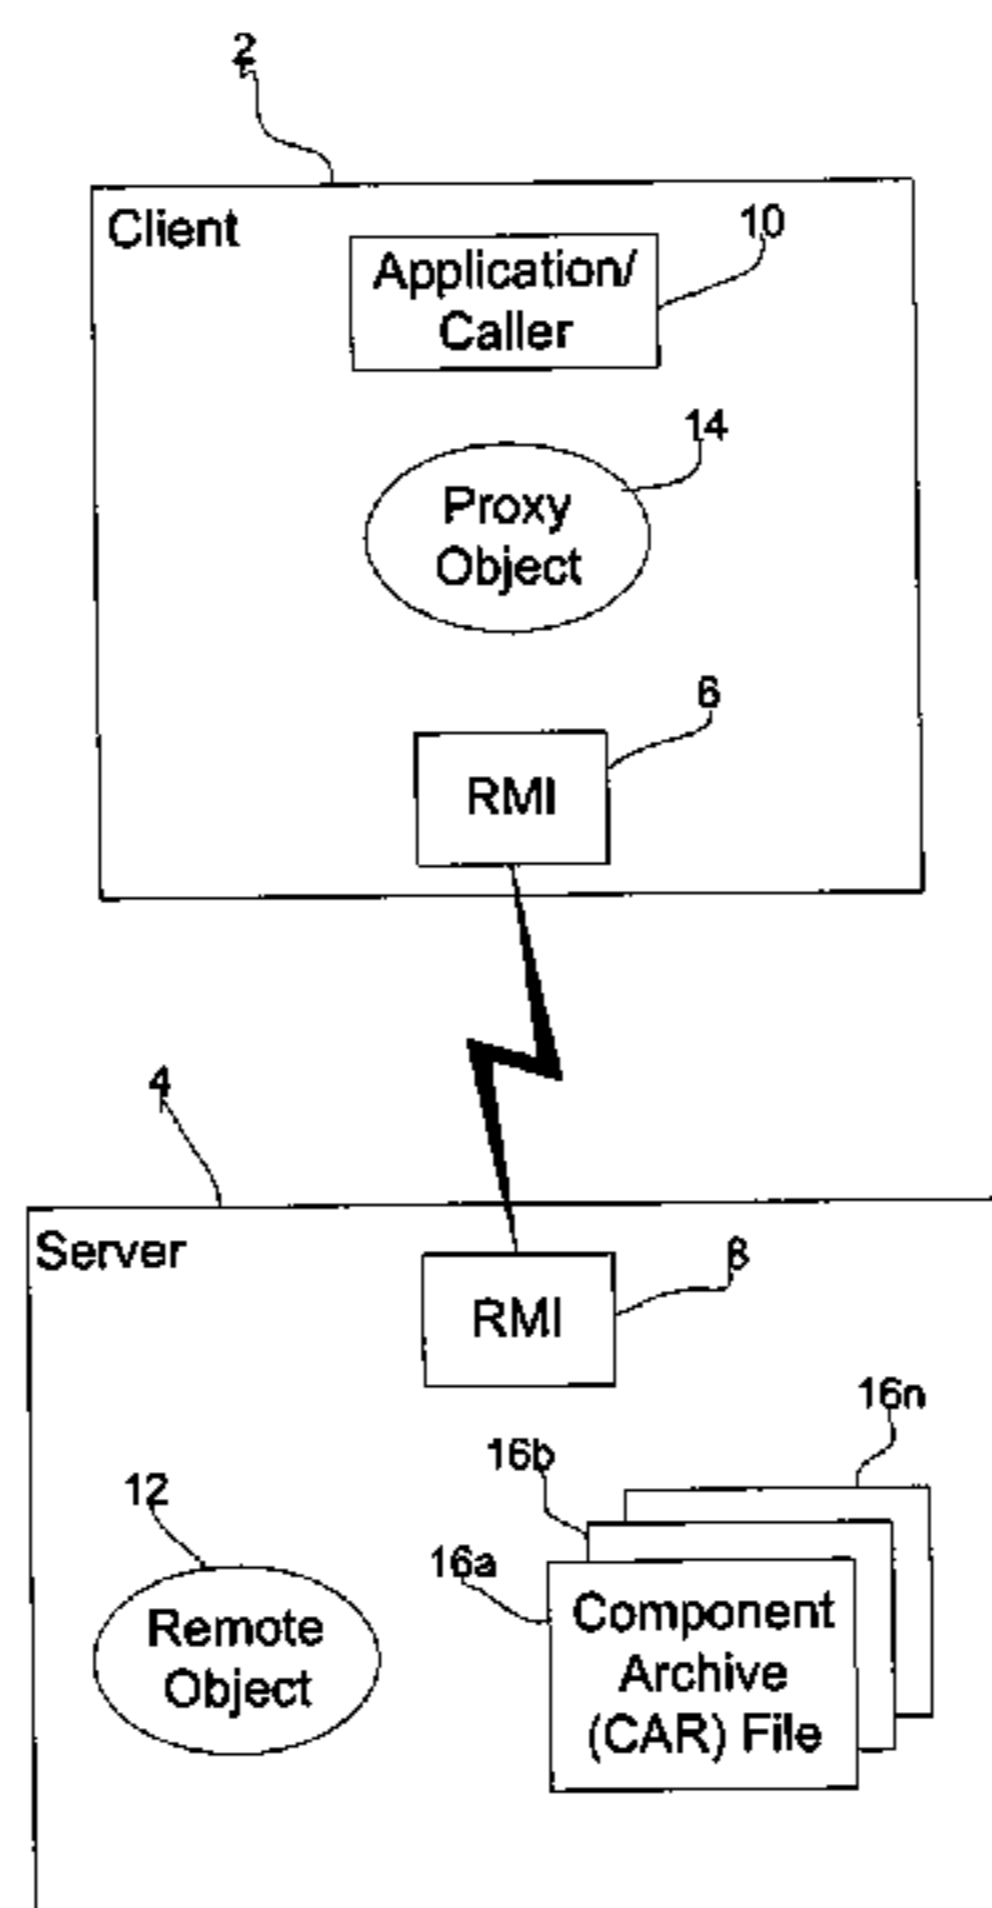 2
Client
10
Application/
Caller
14
Proxy
Object
6
RMI
4
Server
8
RMI
16n
16b
12
16a
Remote
Object
Component
Archive
(CAR) File